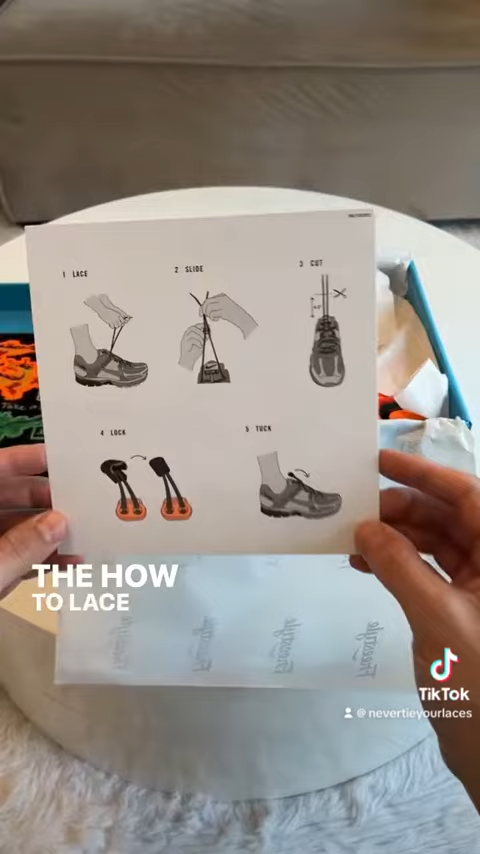 1 LACE
2 SLIDE
3 CUT
4 LOCK
5 TUCK
THE HOW
TO LACE
TikTok
@ nevertieyourlaces